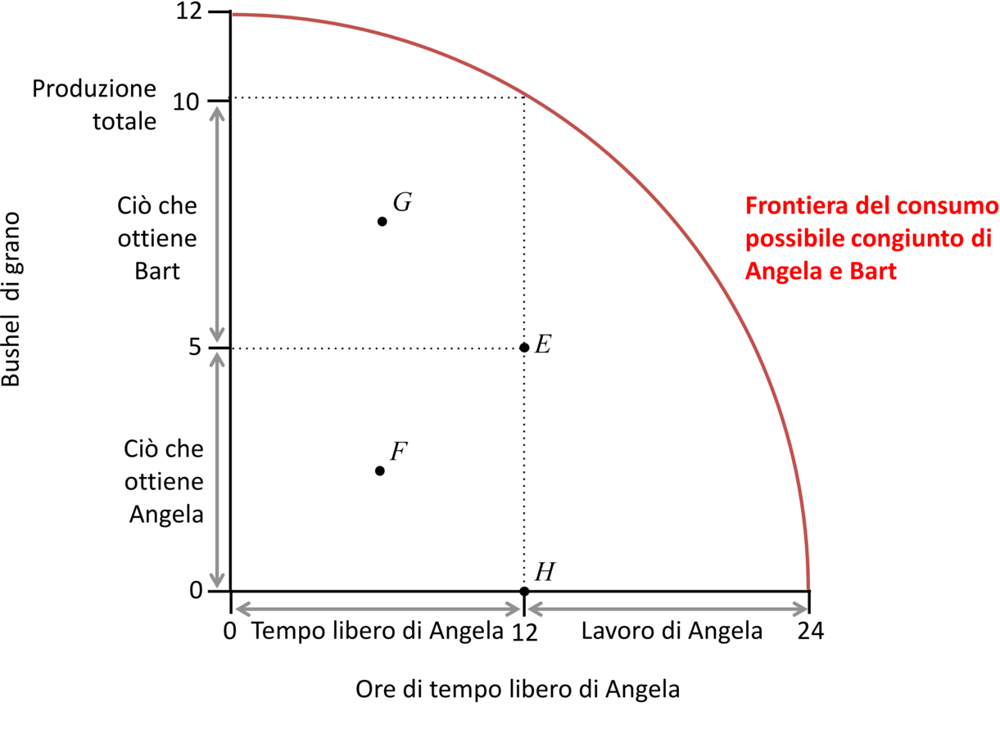 12
Produzione
totale
10
G
Ciò che
ottiene
Bart
Frontiera del consumo
possibile congiunto di
Angela e Bart
Bushel di grano
5
E
F
Ciò che
ottiene
Angela
H
0
0 Tempo libero di Angela 12 Lavoro di Angela 24
Ore di tempo libero di Angela